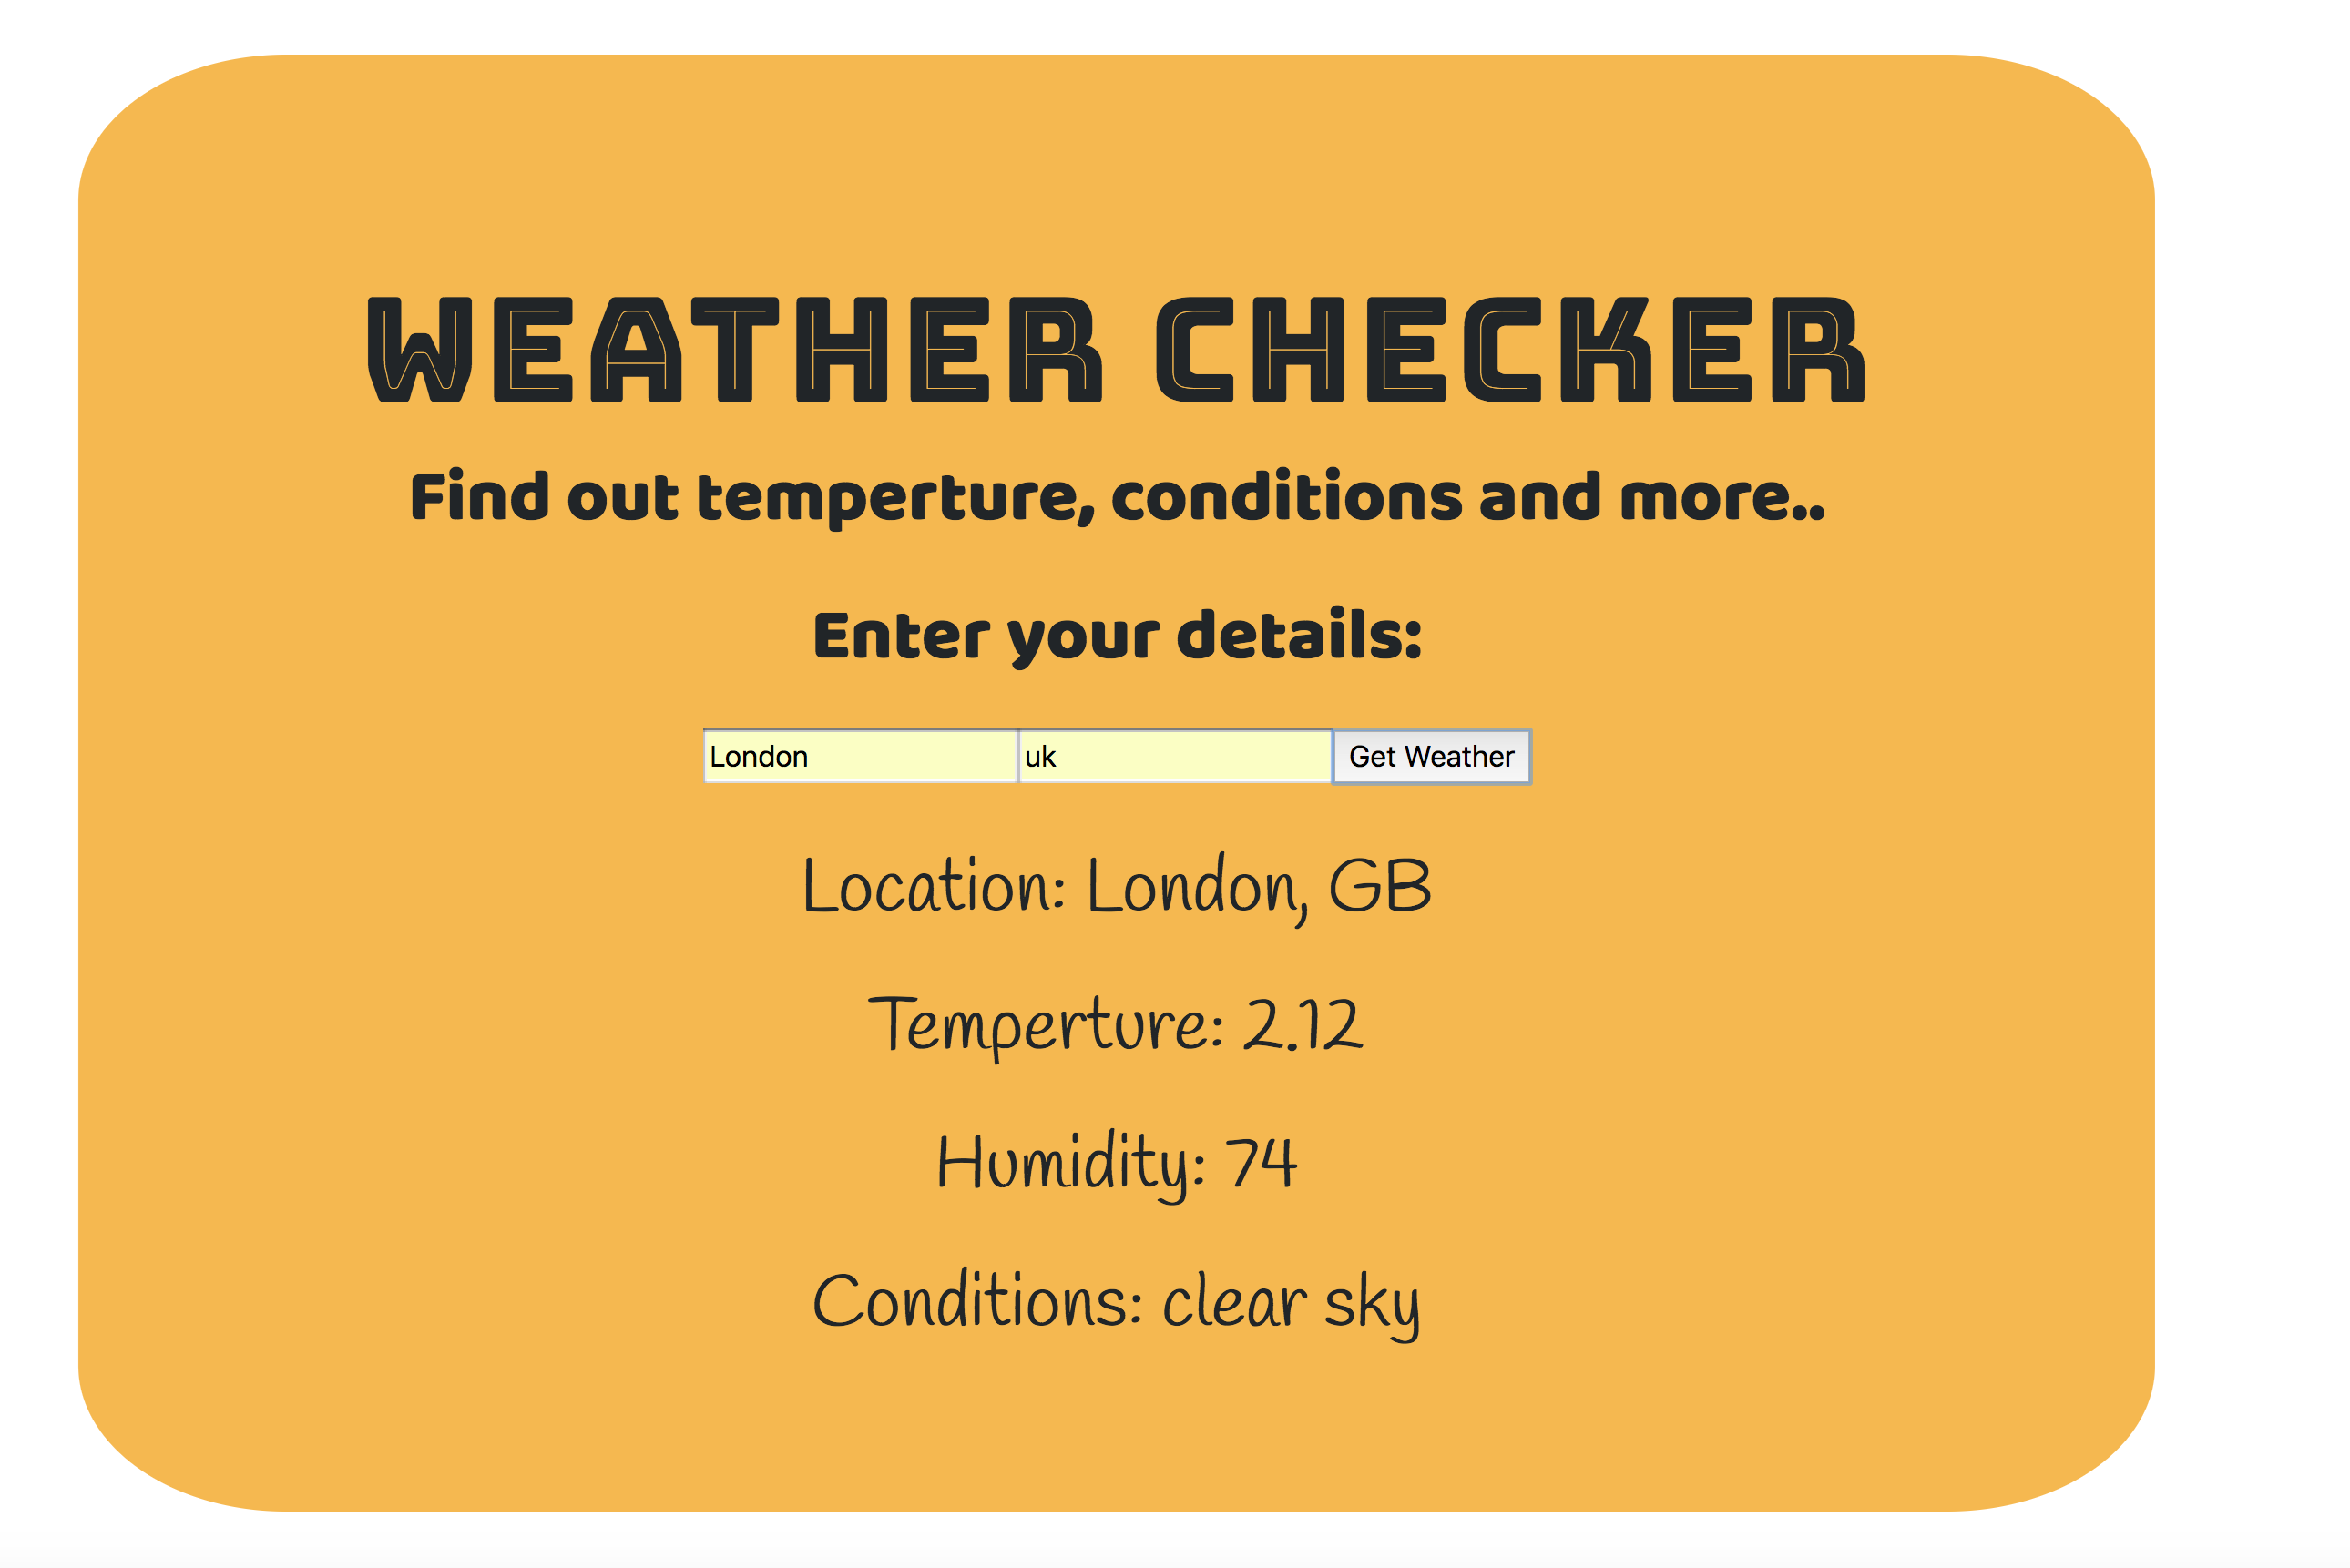 WEATHER CHECKER
Find out temperture, conditions and more..
Enter your details:
London uk Get Weather
Location: London, GB
Temperture: 2.12
Humidity: 74
Conditions: clear sky